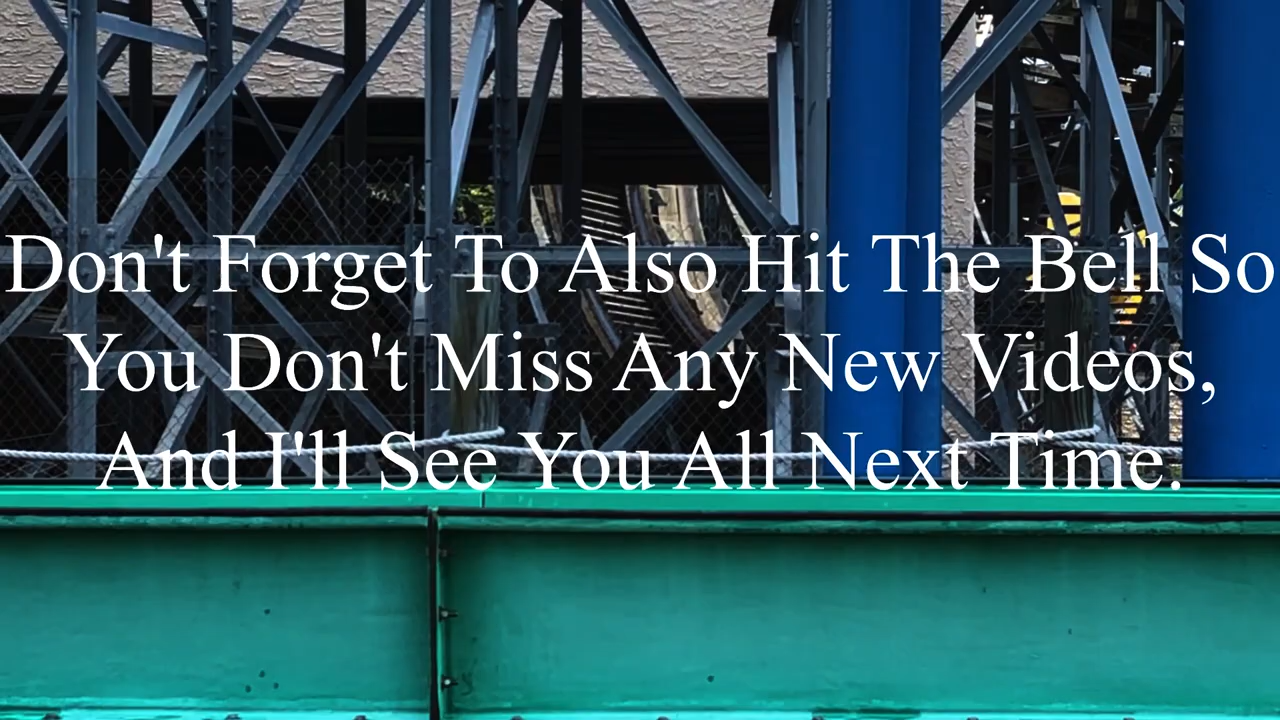 Don't Forget To Also Hit The Bell So
You Don't Miss Any New Videos,
And I'll See You All Next Time.